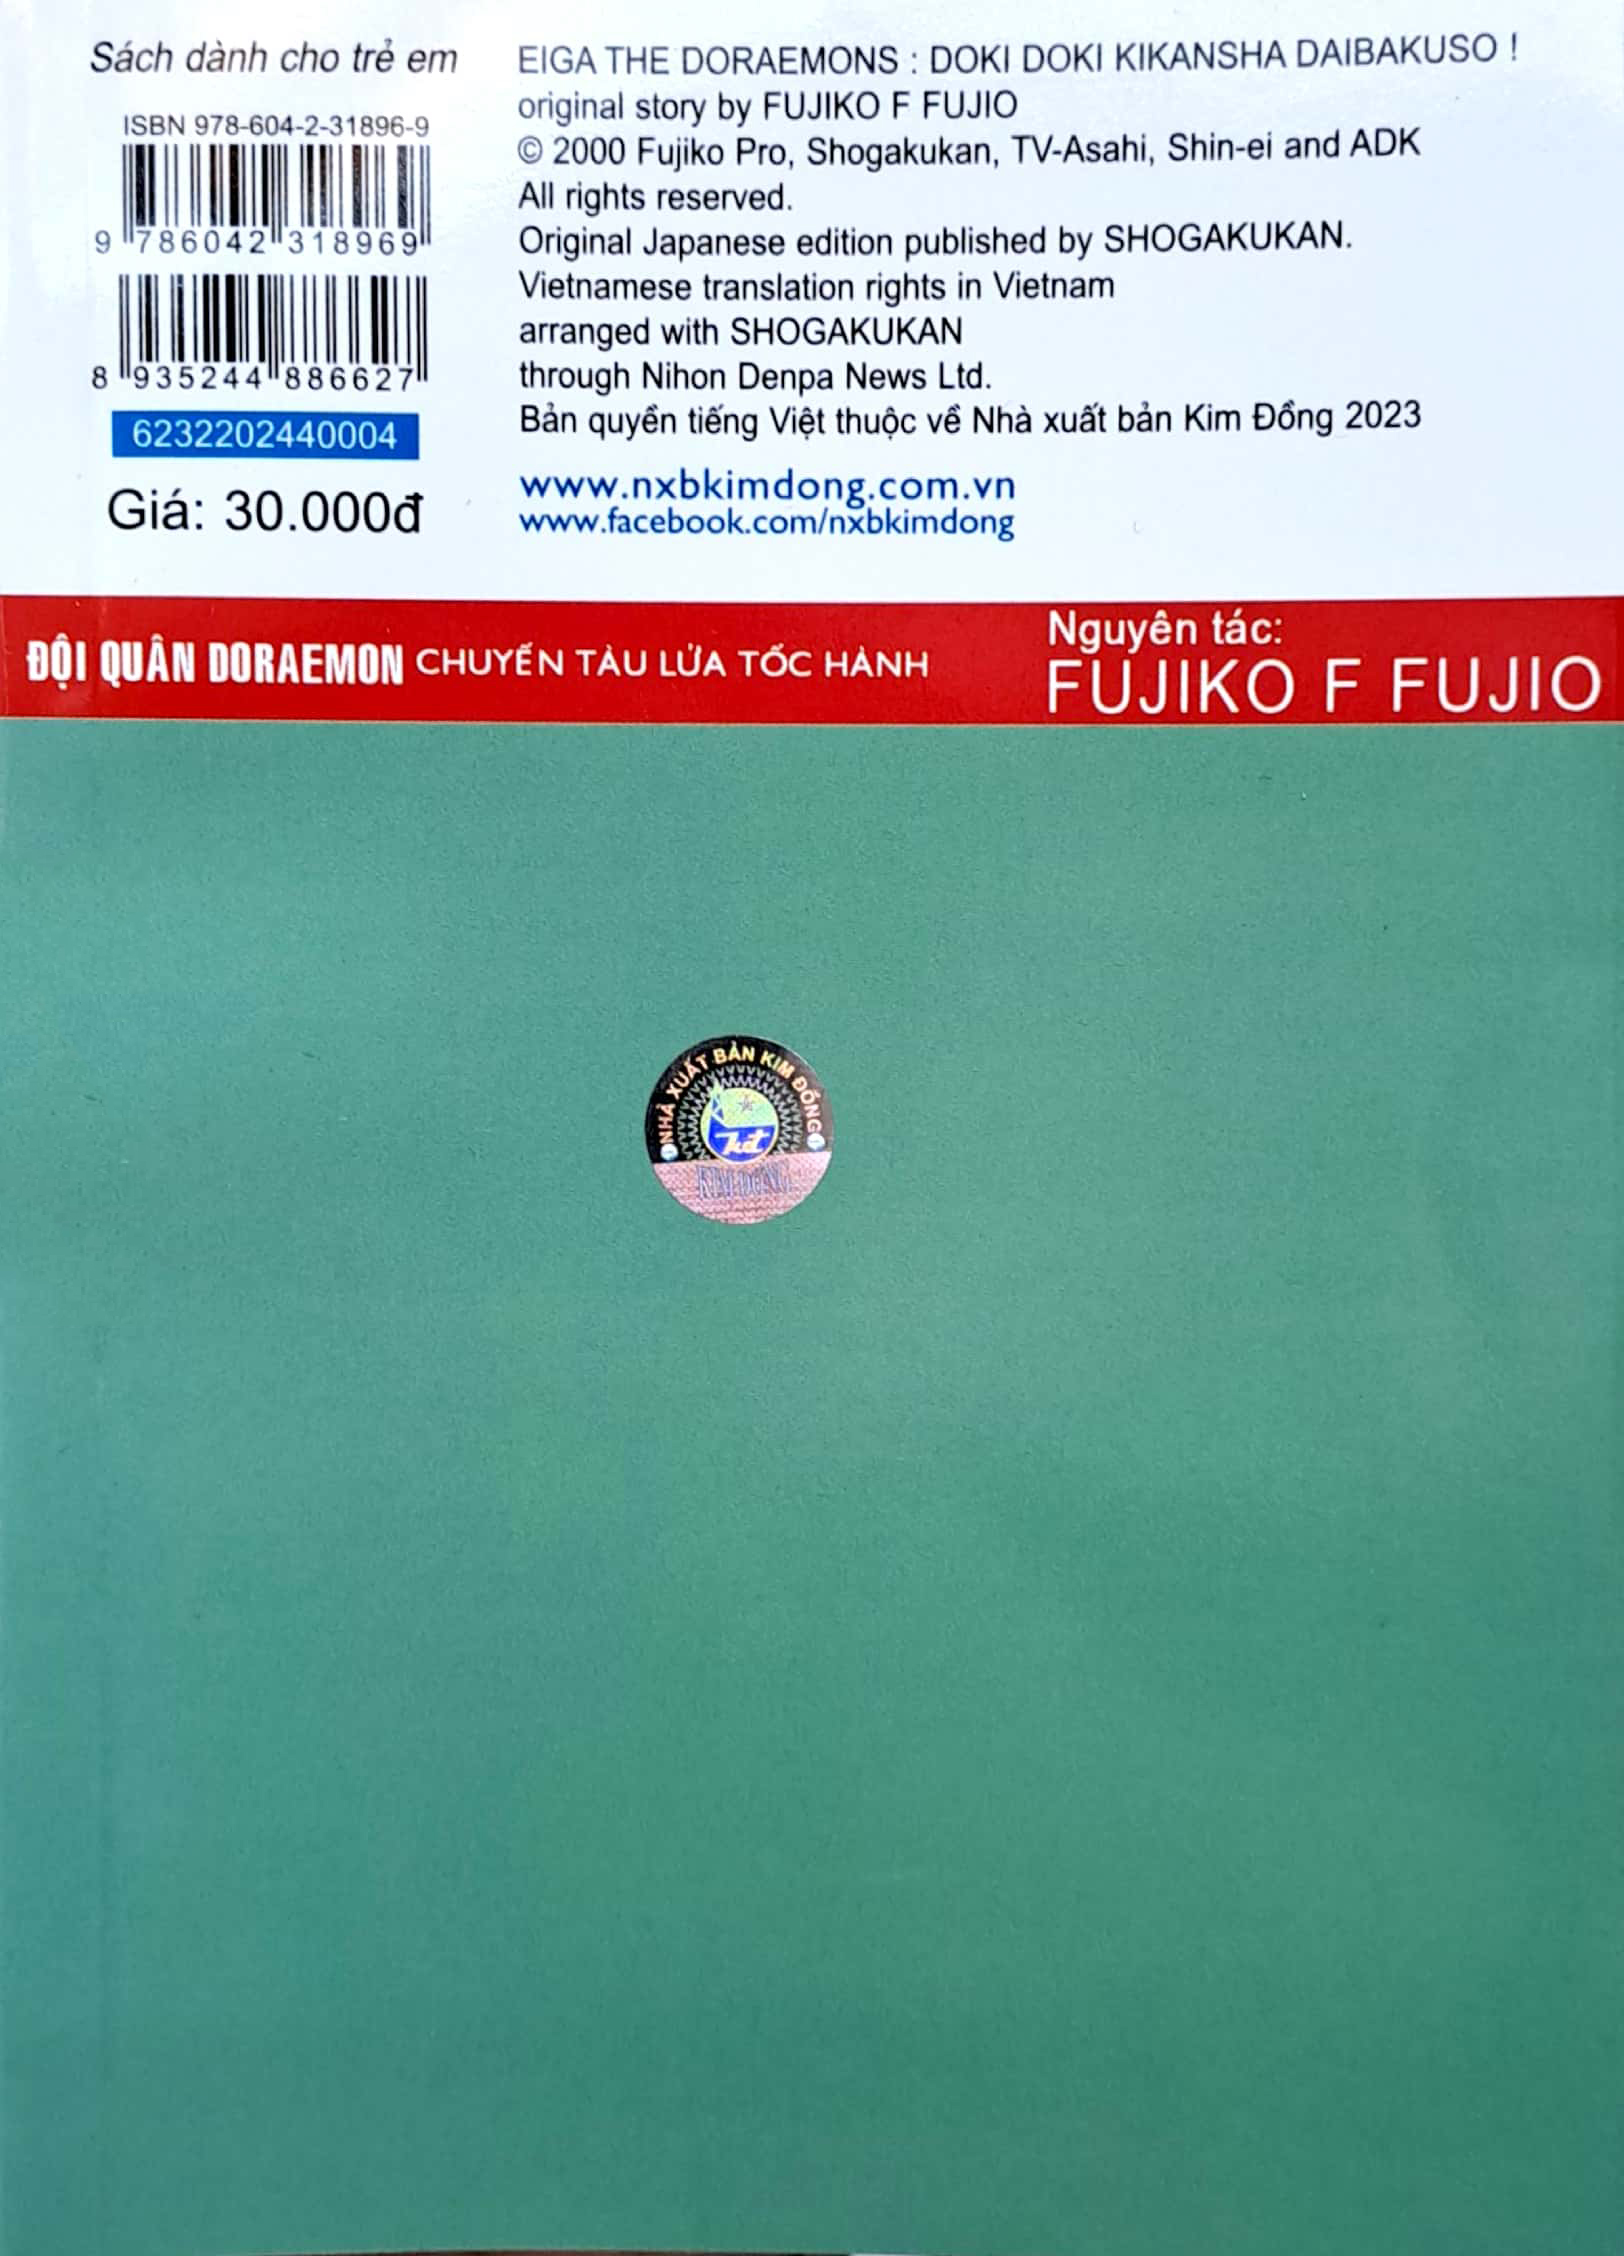 Sách dành cho trẻ em
ISBN 978-604-2-31896-9
9 786042 318969
8 935244 886627
6232202440004
Giá: 30.000đ
EIGA THE DORAEMONS : DOKI DOKI KIKANSHA DAIBAKUSO !
original story by FUJIKO F FUJIO
© 2000 Fujiko Pro, Shogakukan, TV-Asahi, Shin-ei and ADK
All rights reserved.
Original Japanese edition published by SHOGAKUKAN.
Vietnamese translation rights in Vietnam
arranged with SHOGAKUKAN
through Nihon Denpa News Ltd.
Bản quyền tiếng Việt thuộc về Nhà xuất bản Kim Đồng 2023
www.nxbkimdong.com.vn
www.facebook.com/nxbkimdong
ĐỘI QUÂN DORAEMON CHUYẾN TÀU LỬA TỐC HÀNH
Nguyên tác:
FUJIKO F FUJIO
NHÀ XUẤT BẢN KIM ĐỒNG
KIM ĐỒNG